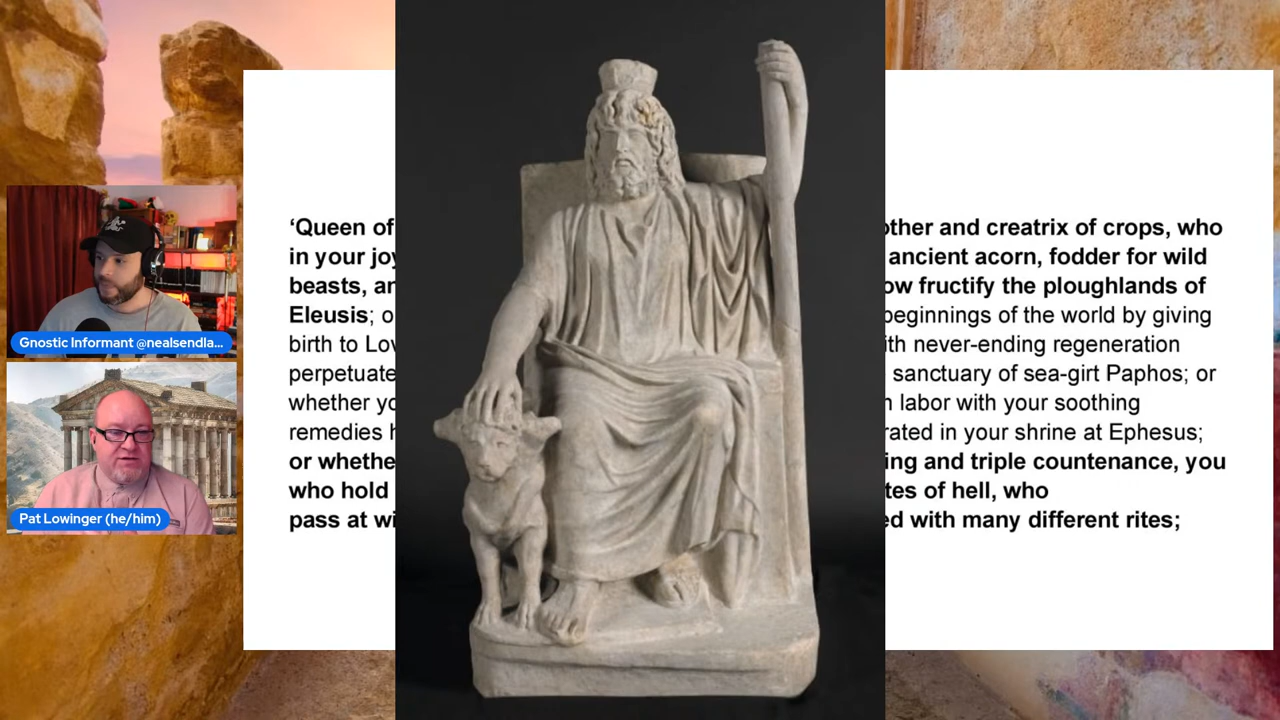 Gnostic Informant @nealsendla...
Pat Lowinger (he/him)
‘Queen of other and creatrix of crops, who
in your joy ancient acorn, fodder for wild
beasts, an ow fructify the ploughlands of
Eleusis; o beginnings of the world by giving
birth to Lov ith never-ending regeneration
perpetuate sanctuary of sea-girt Paphos; or
whether yo n labor with your soothing
remedies h rated in your shrine at Ephesus;
or whethe ing and triple countenance, you
who hold tes of hell, who
pass at wi ed with many different rites;